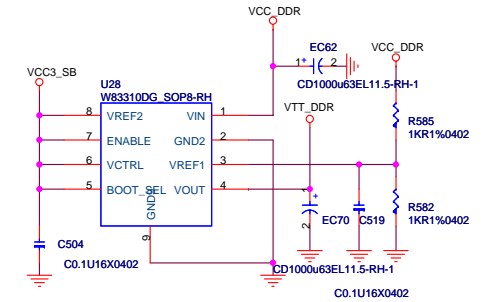 VCC_DDR
EC62
VCC_DDR
1
+
2
VCC3_SB
U28
CD1000u63EL11.5-RH-1
W83310DG_SOP8-RH
VTT_DDR
8 VREF2 VIN 1
R585
7 ENABLE GND2 2
1KR1%0402
6 VCTRL VREF1 3
5 BOOT_SEL VOUT 4
GND9
1
+
R582
2
EC70
C519
1KR1%0402
9
C504
CD1000u63EL11.5-RH-1
C0.1U16X0402
C0.1U16X0402